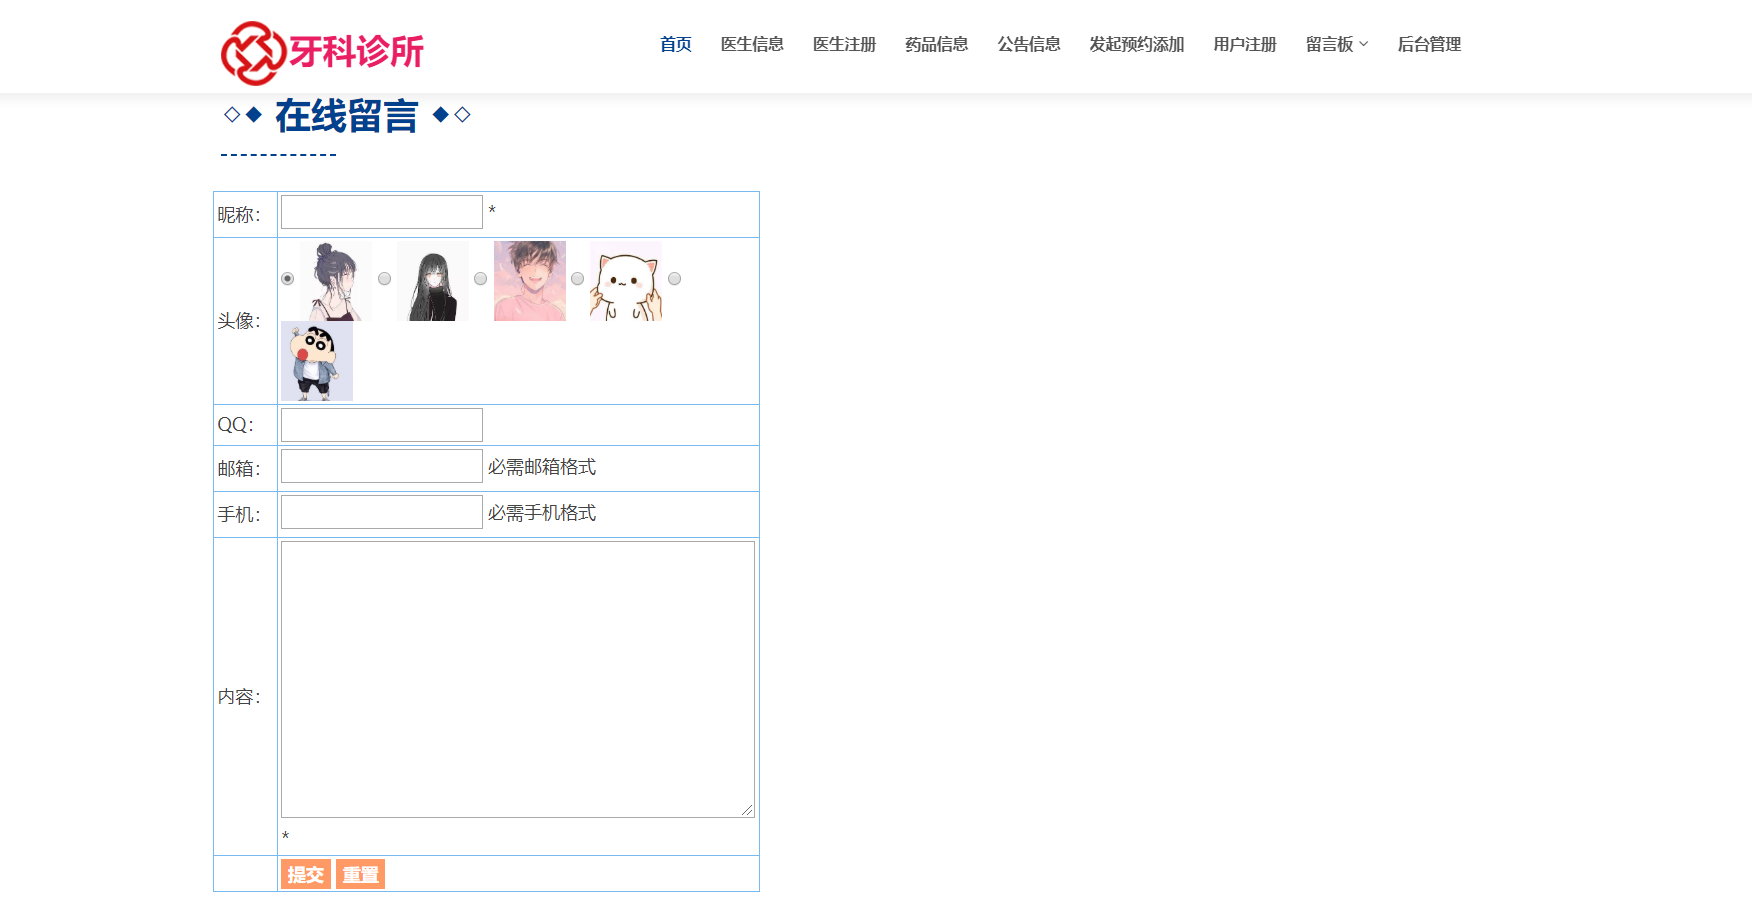 牙科诊所
首页 医生信息 医生注册 药品信息 公告信息 发起预约添加 用户注册 留言板 后台管理
◇◆ 在线留言 ◆◇
昵称： *
头像：
QQ：
邮箱： 必需邮箱格式
手机： 必需手机格式
内容：
*
提交 重置